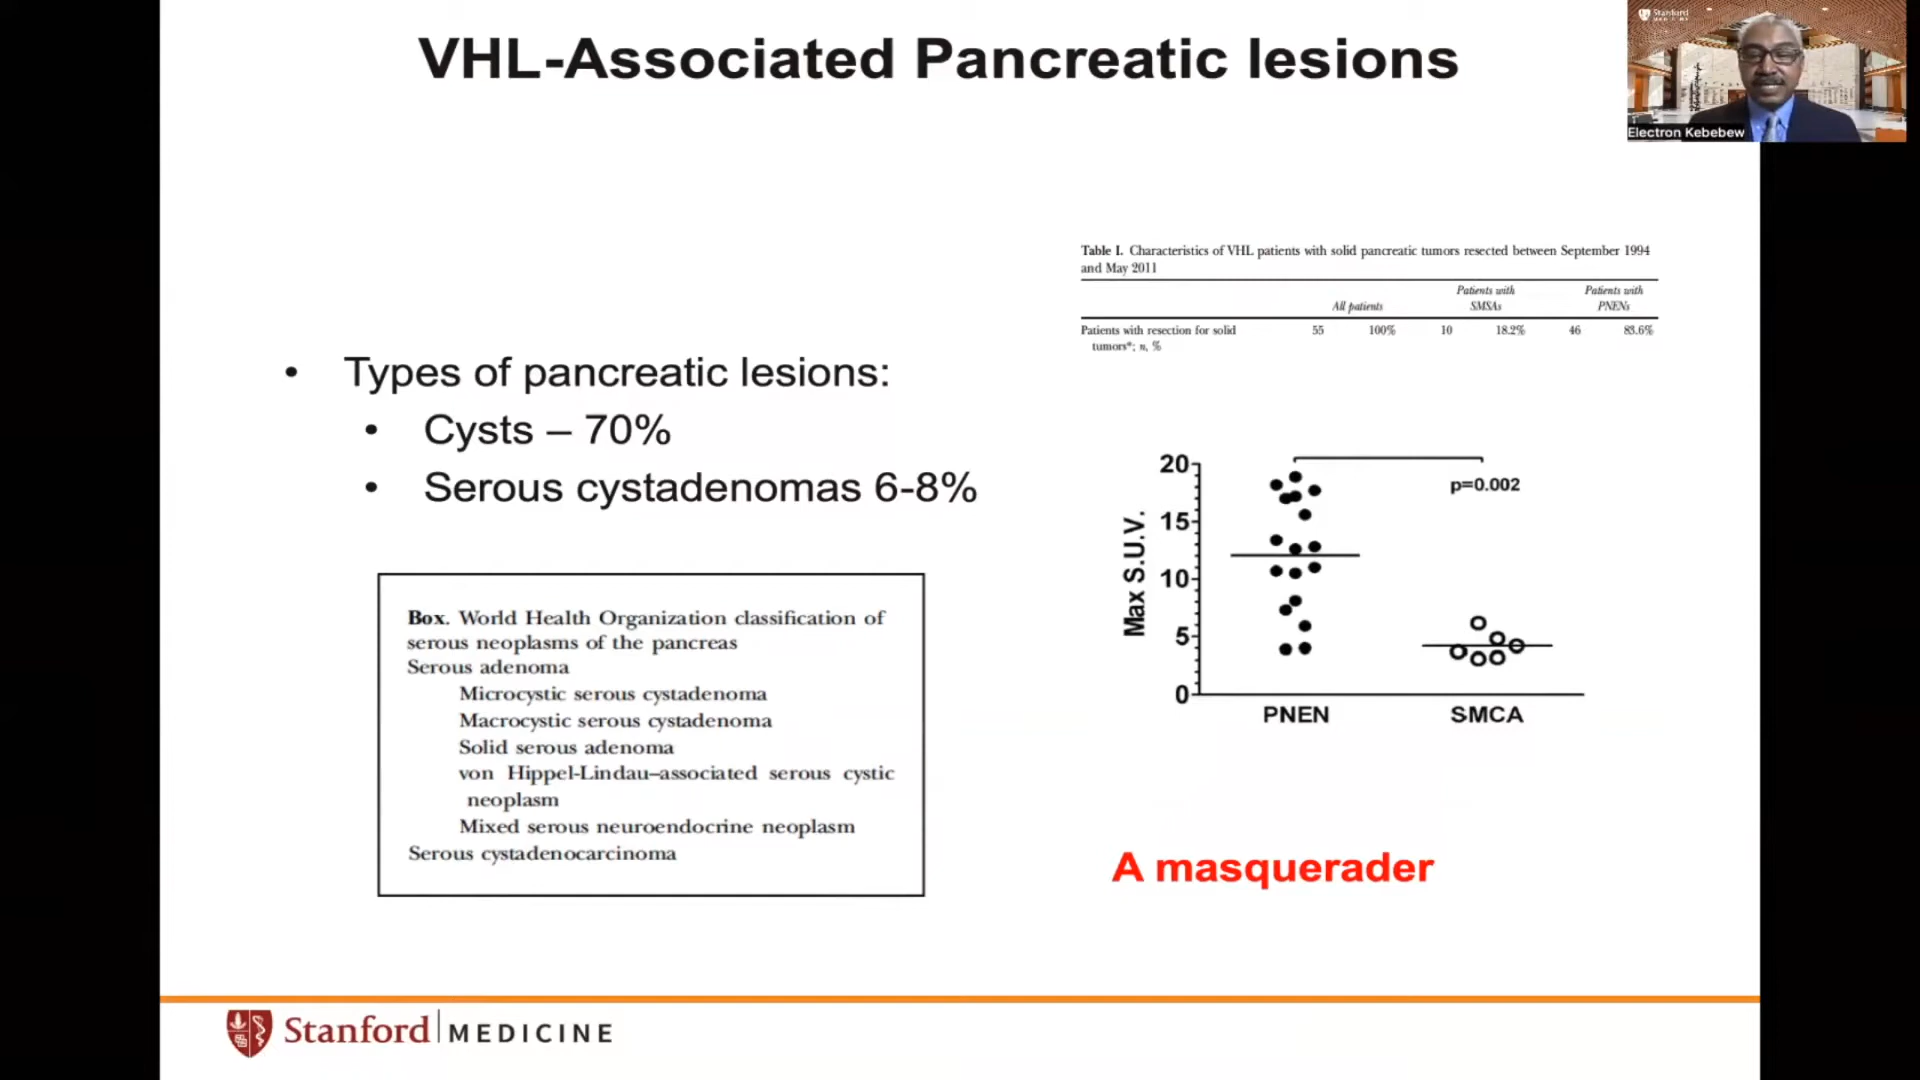 VHL-Associated Pancreatic lesions
Stanford
MEDICINE
Electron Kebebew
Table I. Characteristics of VHL patients with solid pancreatic tumors resected between September 1994
and May 2011
All patients
Patients with
SMSAs
Patients with
PNENs
Patients with resection for solid
tumors*; n, %
55 100% 10 18.2% 46 83.6%
• Types of pancreatic lesions:
• Cysts – 70%
• Serous cystadenomas 6-8%
Box. World Health Organization classification of
serous neoplasms of the pancreas
Serous adenoma
Microcystic serous cystadenoma
Macrocystic serous cystadenoma
Solid serous adenoma
von Hippel-Lindau–associated serous cystic
neoplasm
Mixed serous neuroendocrine neoplasm
Serous cystadenocarcinoma
Max S.U.V.
20
15
10
5
0
p=0.002
PNEN SMCA
A masquerader
Stanford MEDICINE